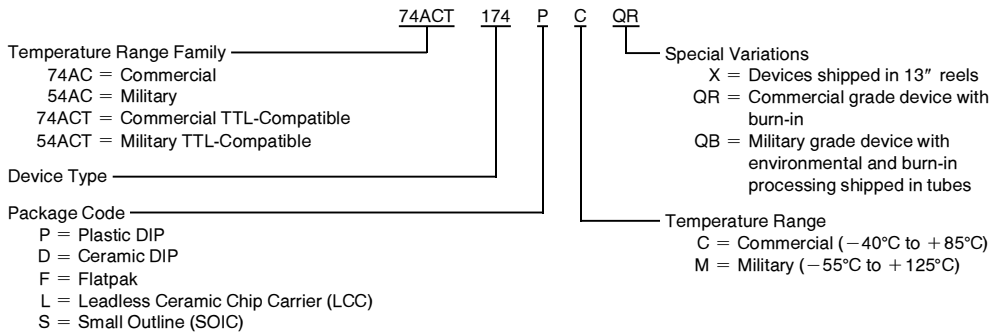 74ACT 174 P C QR
Temperature Range Family
74AC = Commercial
54AC = Military
74ACT = Commercial TTL-Compatible
54ACT = Military TTL-Compatible
Device Type
Package Code
P = Plastic DIP
D = Ceramic DIP
F = Flatpak
L = Leadless Ceramic Chip Carrier (LCC)
S = Small Outline (SOIC)
Special Variations
X = Devices shipped in 13″ reels
QR = Commercial grade device with
burn-in
QB = Military grade device with
environmental and burn-in
processing shipped in tubes
Temperature Range
C = Commercial (−40°C to +85°C)
M = Military (−55°C to +125°C)